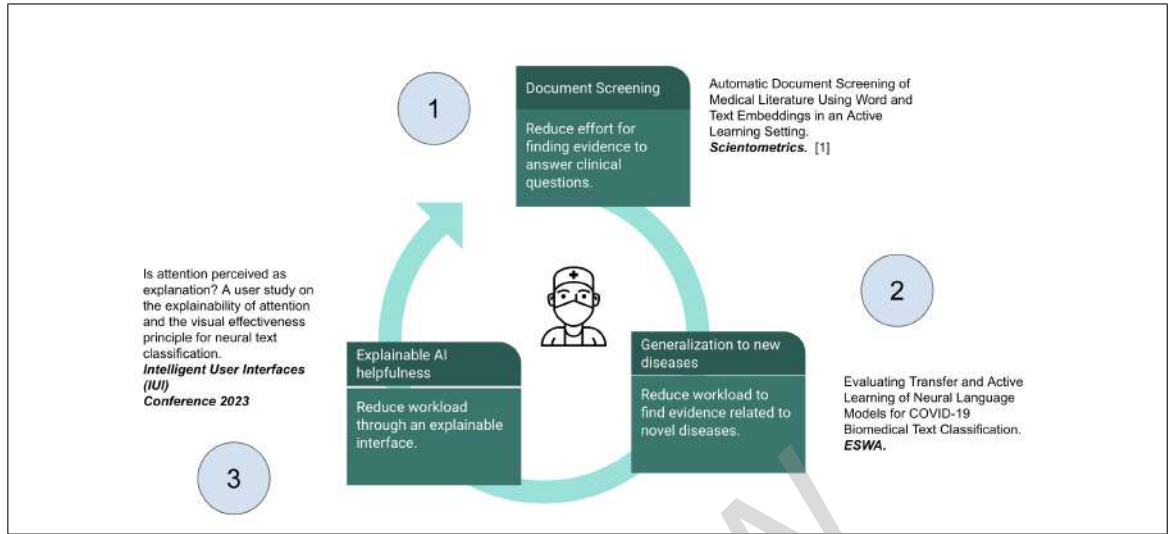 1
Document Screening
Reduce effort for
finding evidence to
answer clinical
questions.
Automatic Document Screening of
Medical Literature Using Word and
Text Embeddings in an Active
Learning Setting.
Scientometrics. [1]
2
Generalization to new
diseases
Reduce workload to
find evidence related to
novel diseases.
Evaluating Transfer and Active
Learning of Neural Language
Models for COVID-19
Biomedical Text Classification.
ESWA.
Is attention perceived as
explanation? A user study on
the explainability of attention
and the visual effectiveness
principle for neural text
classification.
Intelligent User Interfaces
(IUI)
Conference 2023
Explainable AI
helpfulness
Reduce workload
through an explainable
interface.
3